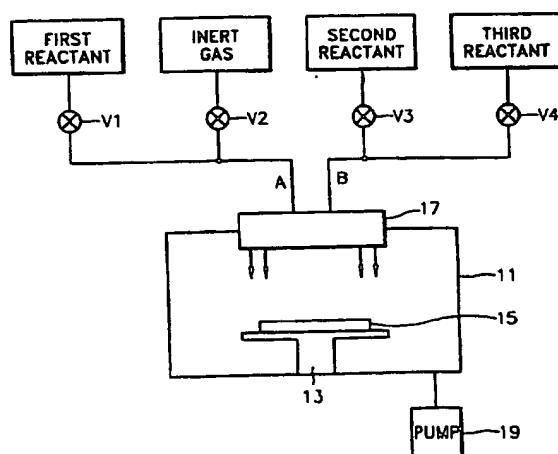 FIRST
REACTANT
INERT
GAS
SECOND
REACTANT
THIRD
REACTANT
V1
V2
V3
V4
A
B
17
11
15
13
PUMP
19